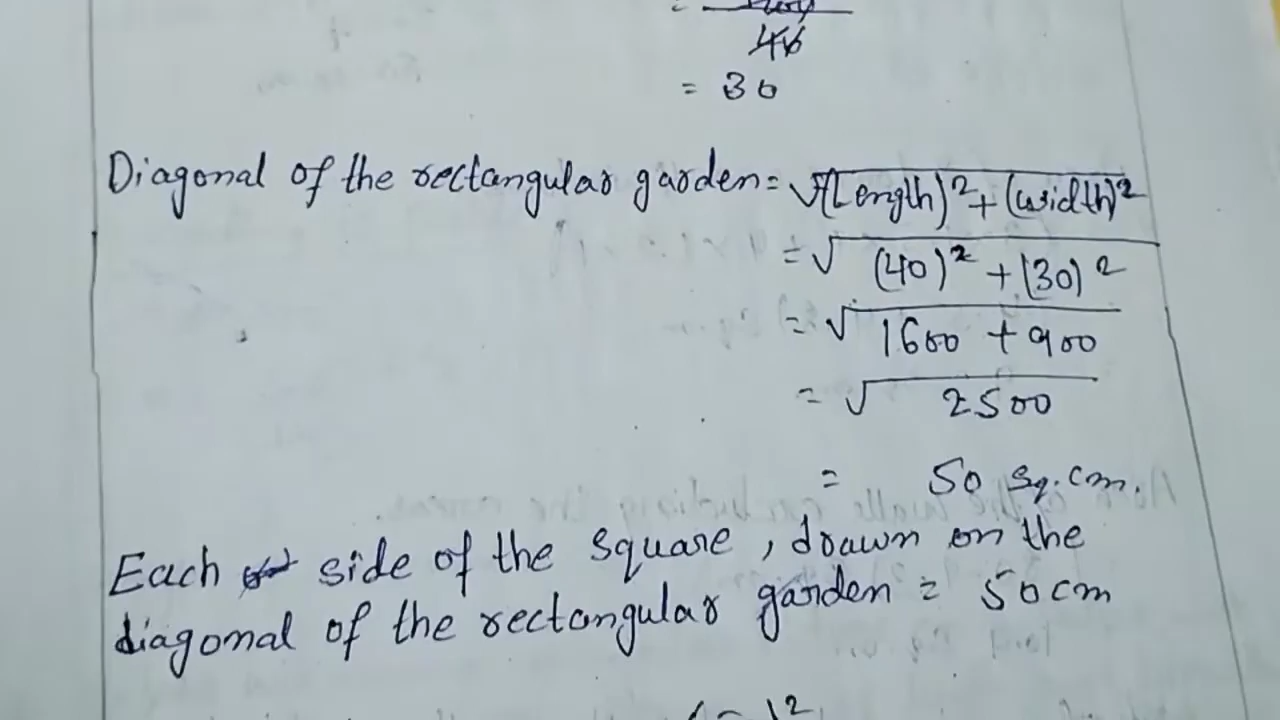 46
= 30
Diagonal of the rectangular garden = √(Length)² + (width)²
= √(40)² + (30)²
= √1600 + 900
= √2500
= 50 sq.cm.
Each side of the square, drawn on the
diagonal of the rectangular garden = 50cm